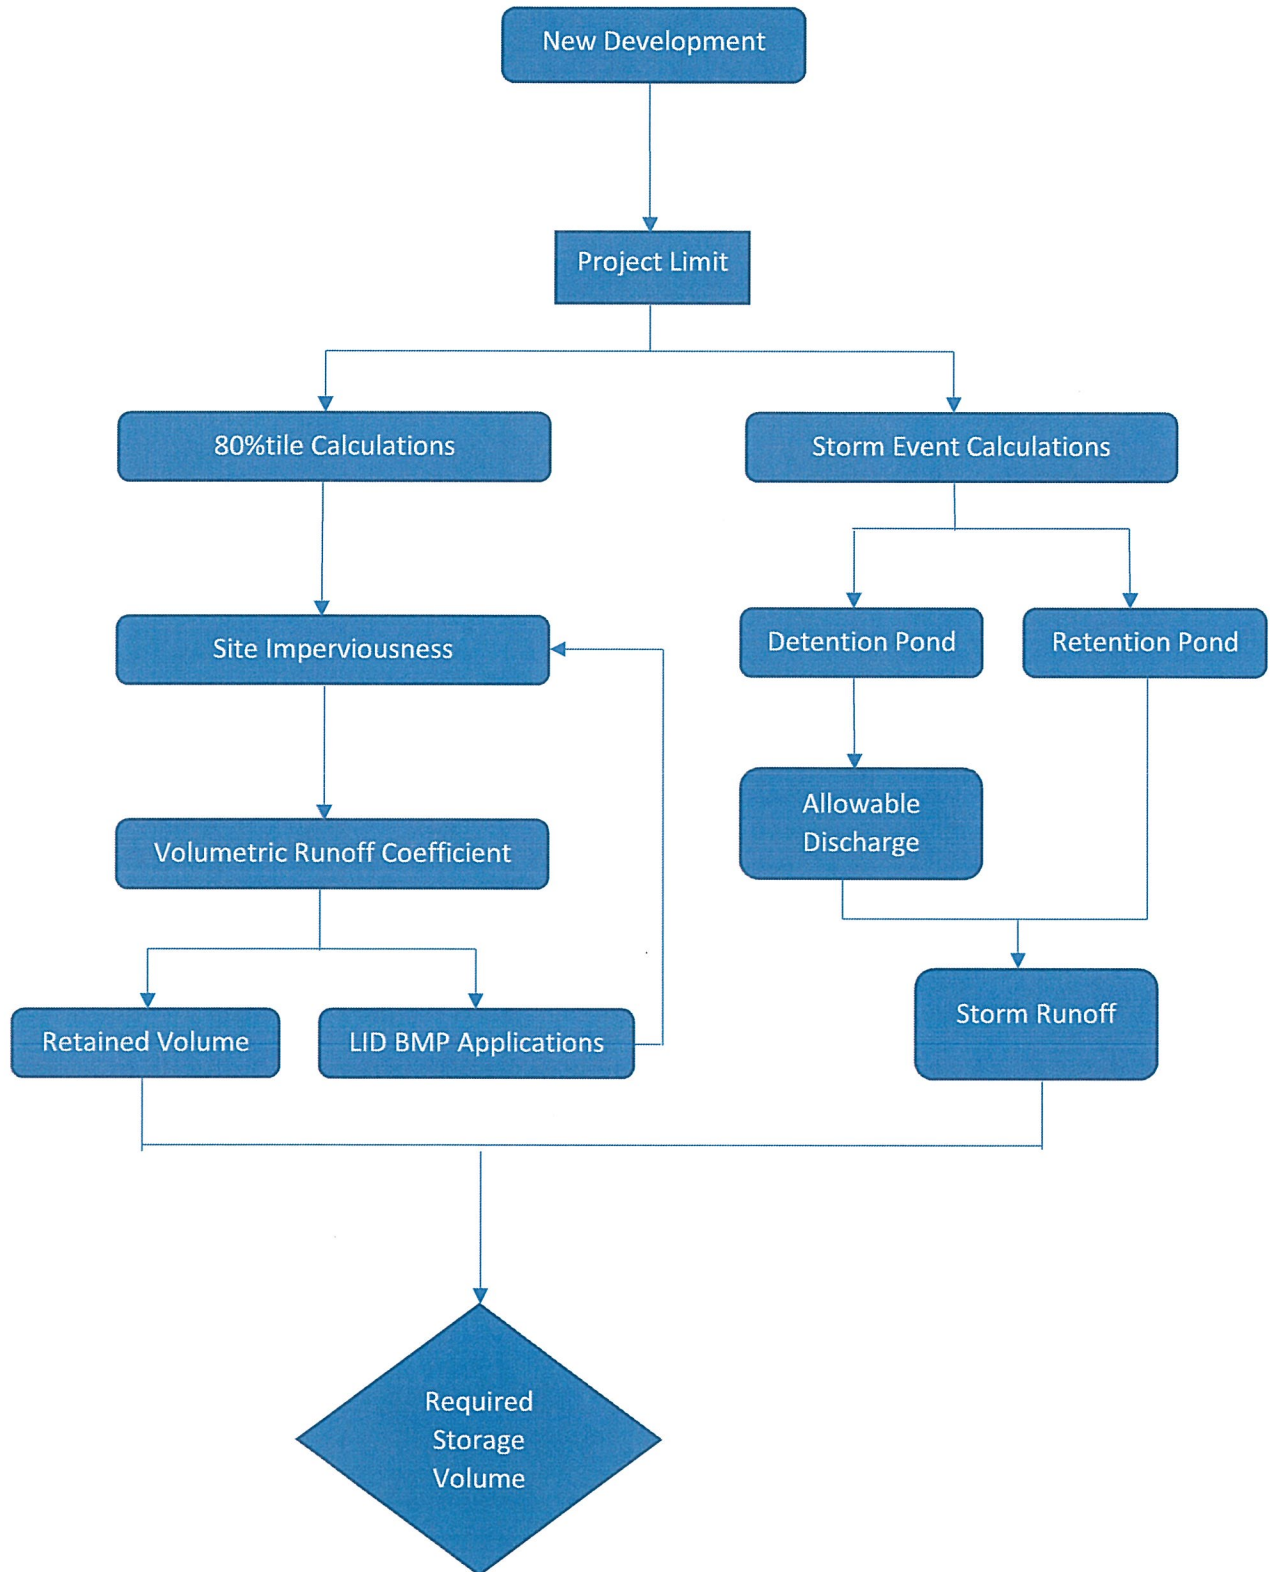 New Development
Project Limit
80%tile Calculations
Storm Event Calculations
Site Imperviousness
Detention Pond
Retention Pond
Allowable
Discharge
Volumetric Runoff Coefficient
Retained Volume
LID BMP Applications
Storm Runoff
Required
Storage
Volume